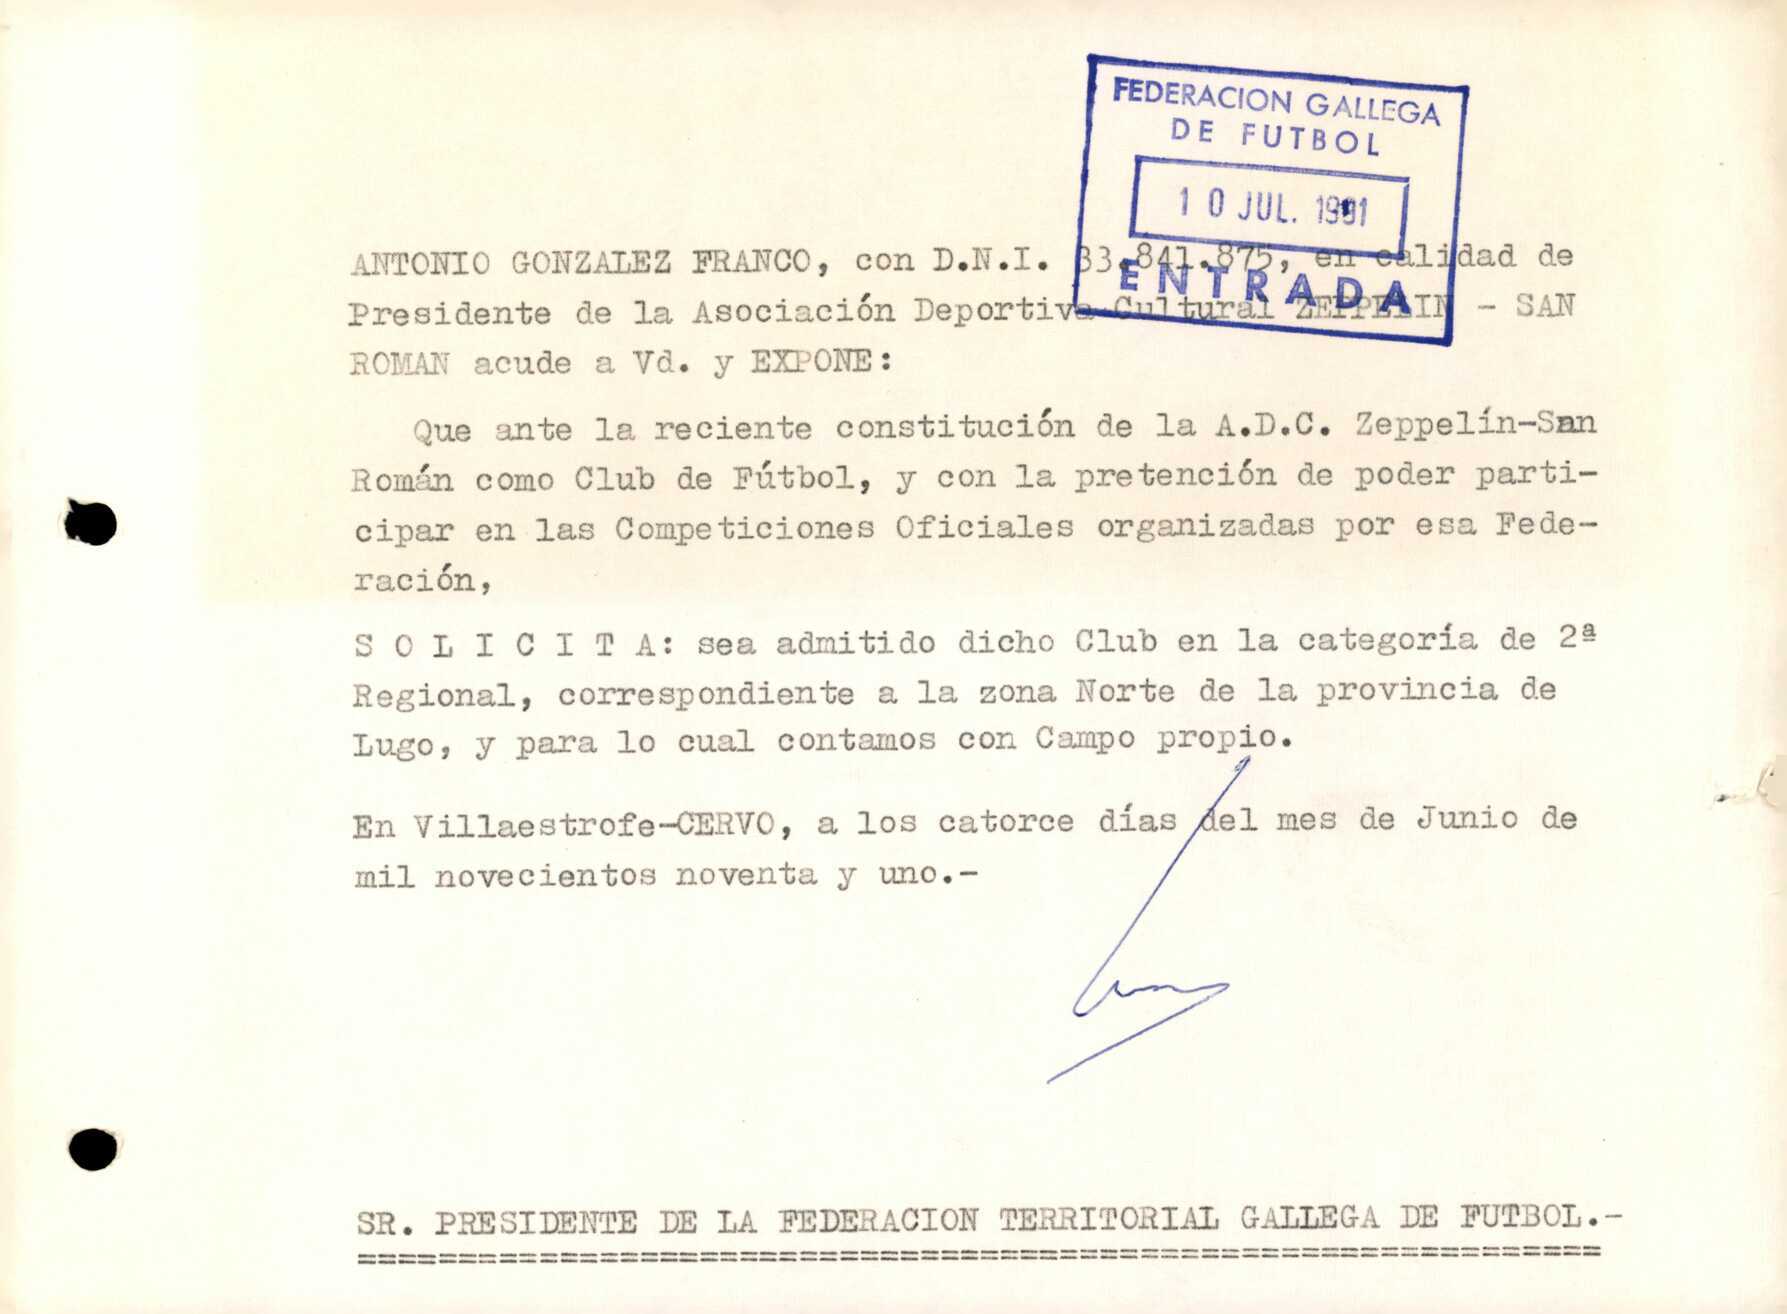 FEDERACION GALLEGA
DE FUTBOL
10 JUL. 1991
ENTRADA
ANTONIO GONZALEZ FRANCO, con D.N.I. 33.841.875, en calidad de
Presidente de la Asociación Deportiva Cultural ZEPPELIN - SAN
ROMAN acude a Vd. y EXPONE:
Que ante la reciente constitución de la A.D.C. Zeppelín-San
Román como Club de Fútbol, y con la pretención de poder parti-
cipar en las Competiciones Oficiales organizadas por esa Fede-
ración,
S O L I C I T A: sea admitido dicho Club en la categoría de 2ª
Regional, correspondiente a la zona Norte de la provincia de
Lugo, y para lo cual contamos con Campo propio.
En Villaestrofe-CERVO, a los catorce días del mes de Junio de
mil novecientos noventa y uno.-
SR. PRESIDENTE DE LA FEDERACION TERRITORIAL GALLEGA DE FUTBOL.-